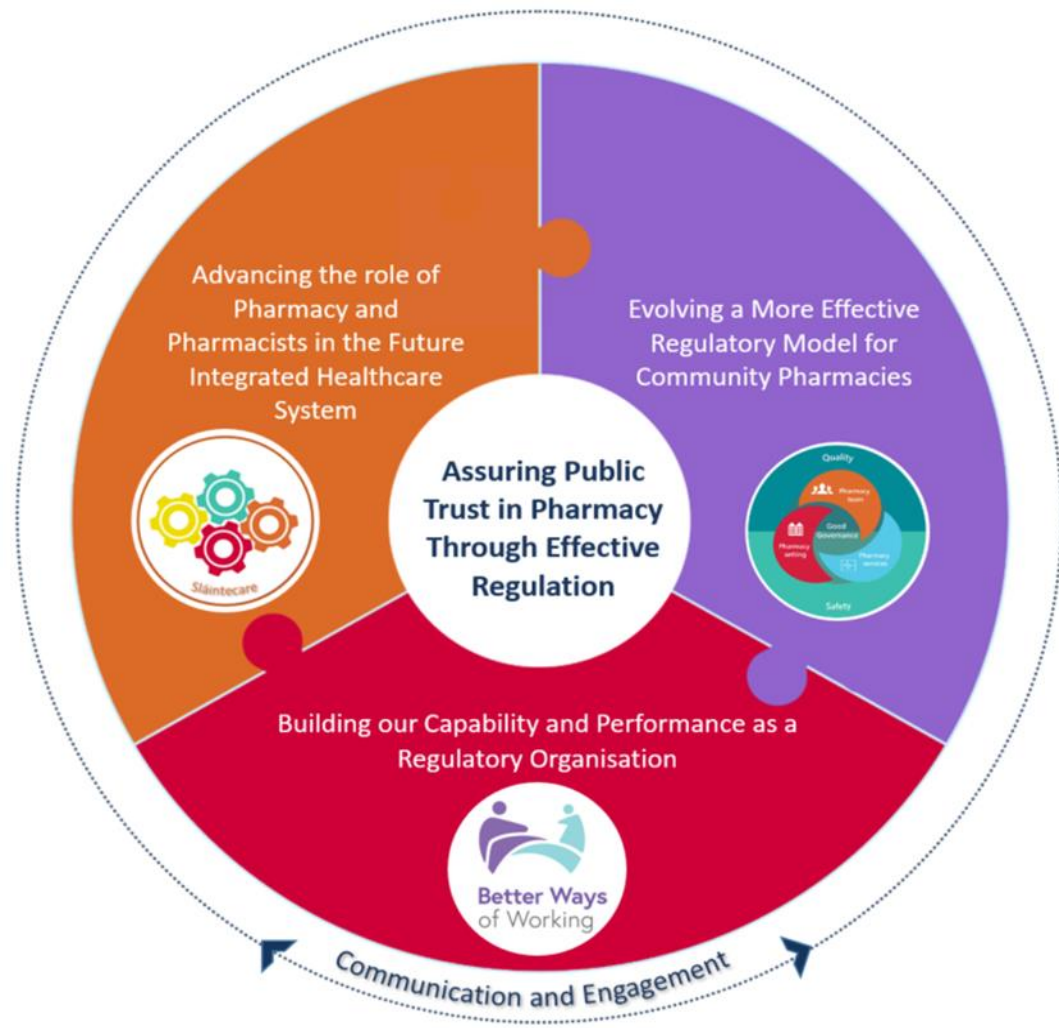 Advancing the role of
Pharmacy and
Pharmacists in the Future
Integrated Healthcare
System
Sláintecare
Evolving a More Effective
Regulatory Model for
Community Pharmacies
Quality
Pharmacy
team
Good
Governance
Pharmacy
setting
Pharmacy
services
Safety
Assuring Public
Trust in Pharmacy
Through Effective
Regulation
Building our Capability and Performance as a
Regulatory Organisation
Better Ways
of Working
Communication and Engagement